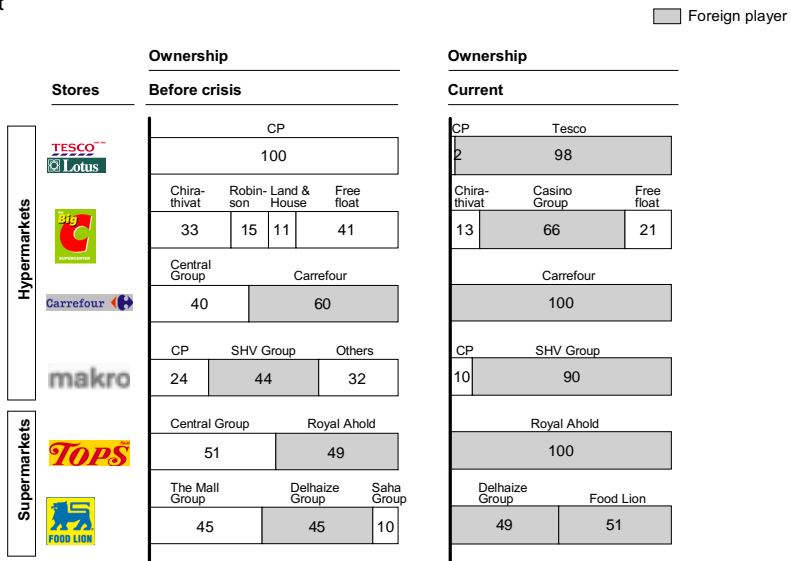 t
Foreign player
Ownership
Ownership
Stores
Before crisis
Current
Hypermarkets
TESCO
Lotus
CP
100
CP
Tesco
2
98
Big
C
SUPERCENTER
Chira-
thivat
Robin-
son
Land &
House
Free
float
33
15
11
41
Chira-
thivat
Casino
Group
Free
float
13
66
21
Carrefour
Central
Group
Carrefour
40
60
Carrefour
100
makro
CP
SHV Group
Others
24
44
32
CP
SHV Group
10
90
Supermarkets
TOPS
Central Group
Royal Ahold
51
49
Royal Ahold
100
FOOD LION
The Mall
Group
Delhaize
Group
Saha
Group
45
45
10
Delhaize
Group
Food Lion
49
51